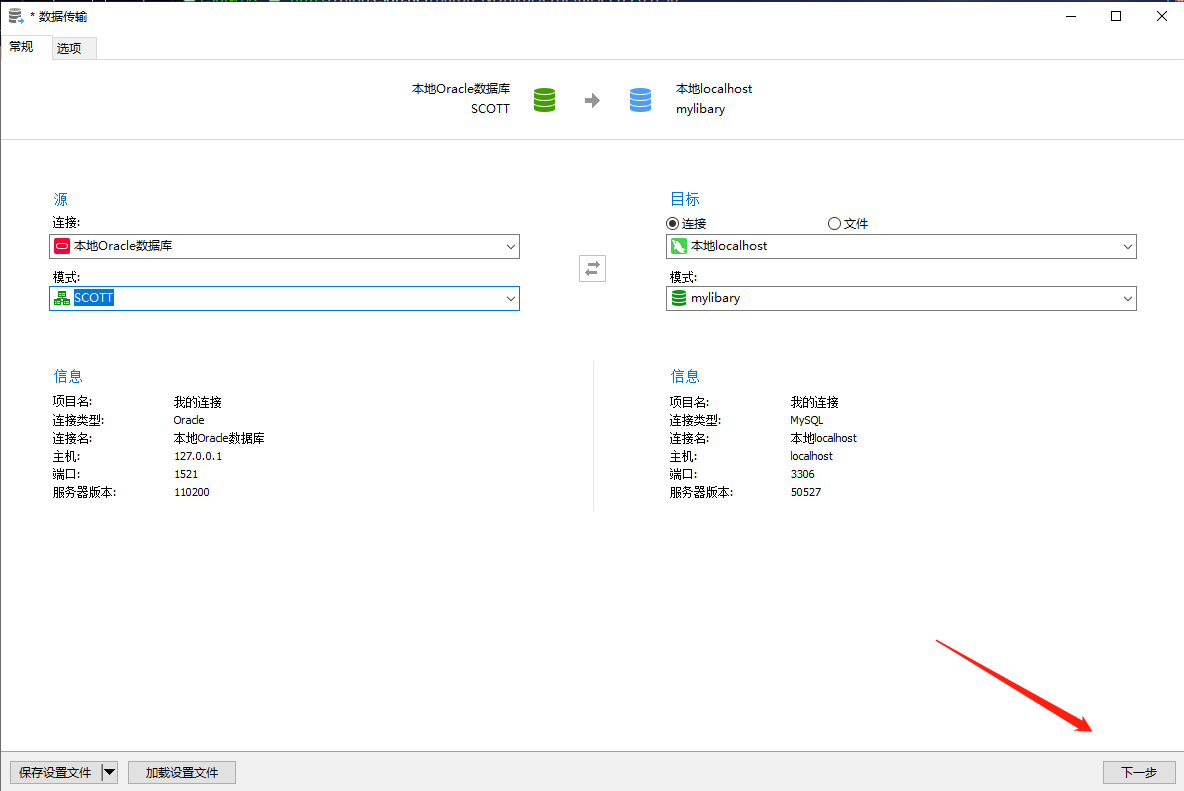 * 数据传输
常规 选项
本地Oracle数据库 本地localhost
SCOTT mylibary
源 目标
连接: 连接 文件
本地Oracle数据库 本地localhost
模式: 模式:
SCOTT mylibary
信息 信息
项目名: 我的连接 项目名: 我的连接
连接类型: Oracle 连接类型: MySQL
连接名: 本地Oracle数据库 连接名: 本地localhost
主机: 127.0.0.1 主机: localhost
端口: 1521 端口: 3306
服务器版本: 110200 服务器版本: 50527
保存设置文件 加载设置文件 下一步